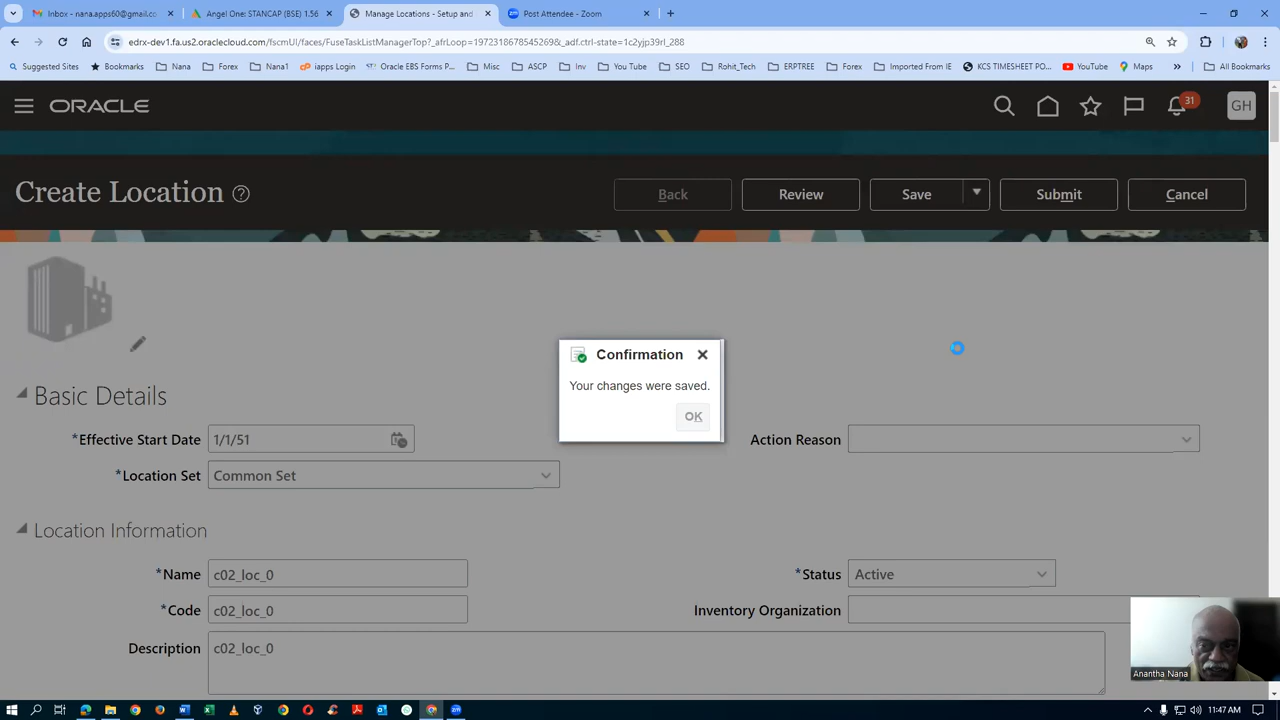 Inbox - nana.apps60@gmail.co
Angel One: STANCAP (BSE) 1.56
Manage Locations - Setup and
Post Attendee - Zoom
edrx-dev1.fa.us2.oraclecloud.com/fscmUI/faces/FuseTaskListManagerTop?_afrLoop=19723186785452698&_adf.ctrl-state=1c2yjp39rl_288
Suggested Sites
Bookmarks
Nana
Forex
Nana1
iapps Login
Oracle EBS Forms P...
Misc
ASCP
Inv
You Tube
SEO
Rohit_Tech
ERPTREE
Forex
Imported From IE
KCS TIMESHEET PO...
YouTube
Maps
All Bookmarks
ORACLE
31
GH
Create Location
Back
Review
Save
Submit
Cancel
Confirmation
Your changes were saved.
OK
Basic Details
*Effective Start Date
1/1/51
Action Reason
*Location Set
Common Set
Location Information
*Name
c02_loc_0
*Status
Active
*Code
c02_loc_0
Inventory Organization
Description
c02_loc_0
Anantha Nana
11:47 AM